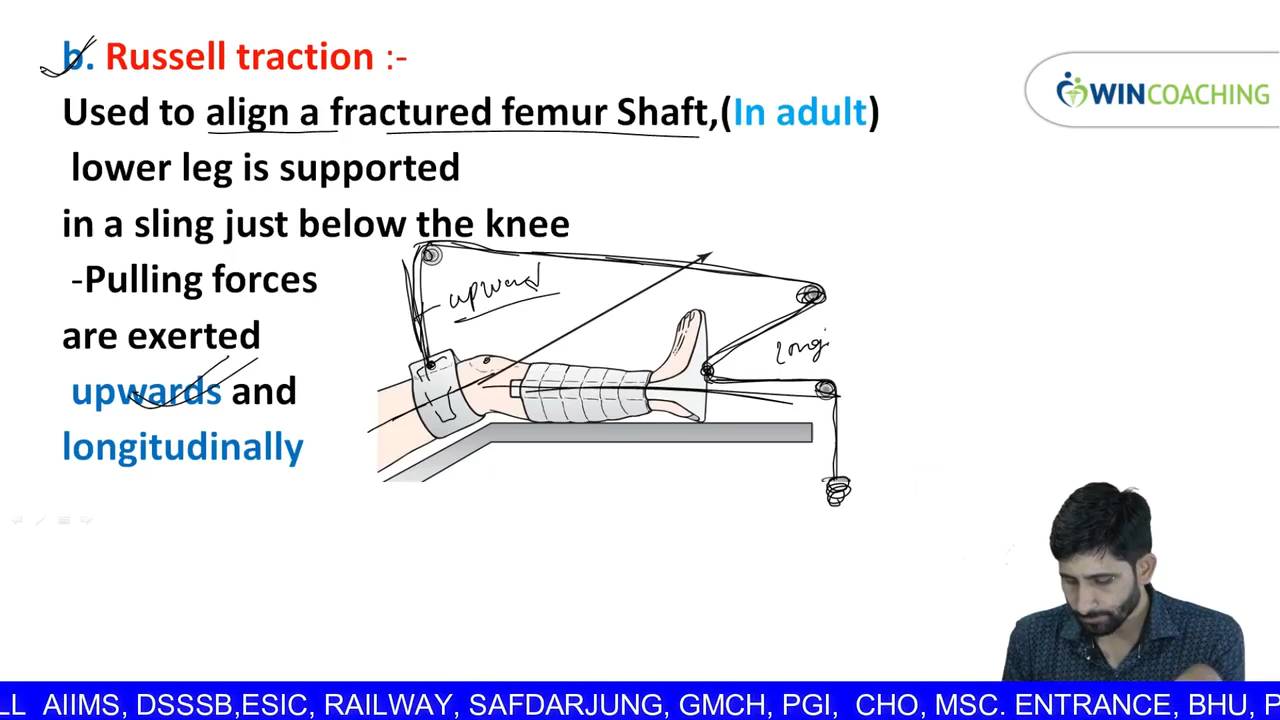 b. Russell traction :-
Used to align a fractured femur Shaft,(In adult)
lower leg is supported
in a sling just below the knee
-Pulling forces
are exerted
upwards and
longitudinally
upward
longi
WINCOACHING
LL AIIMS, DSSSB,ESIC, RAILWAY, SAFDARJUNG, GMCH, PGI, CHO, MSC. ENTRANCE, BHU, P